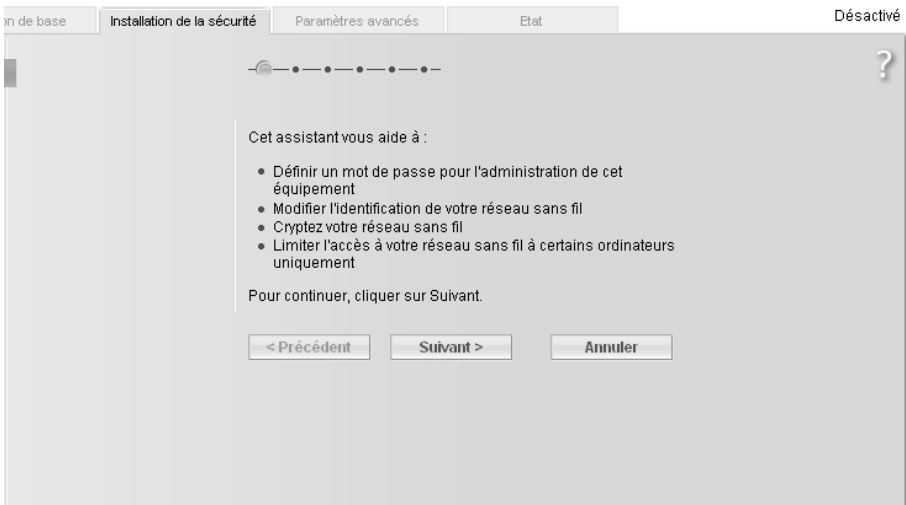 on de base
Installation de la sécurité
Paramètres avancés
Etat
Désactivé
?
Cet assistant vous aide à :
Définir un mot de passe pour l'administration de cet
équipement
Modifier l'identification de votre réseau sans fil
Cryptez votre réseau sans fil
Limiter l'accès à votre réseau sans fil à certains ordinateurs
uniquement
Pour continuer, cliquer sur Suivant.
< Précédent
Suivant >
Annuler